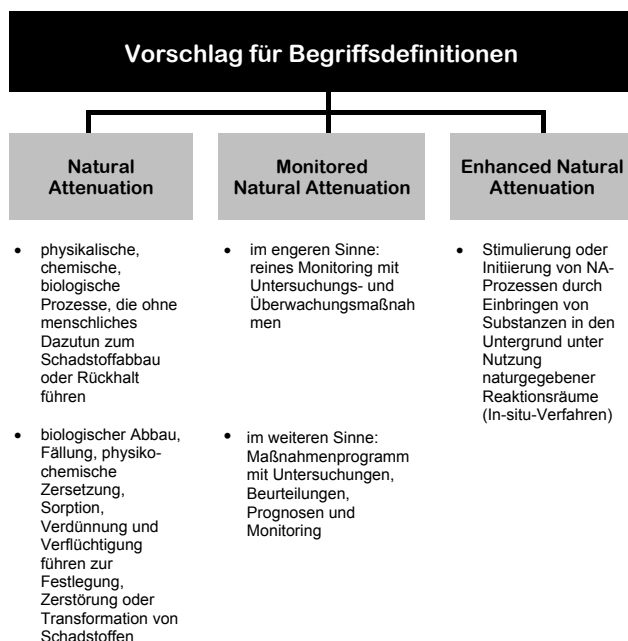 Vorschlag für Begriffsdefinitionen
Natural
Attenuation
• physikalische,
chemische,
biologische
Prozesse, die ohne
menschliches
Dazutun zum
Schadstoffabbau
oder Rückhalt
führen
• biologischer Abbau,
Fällung, physiko-
chemische
Zersetzung,
Sorption,
Verdünnung und
Verflüchtigung
führen zur
Festlegung,
Zerstörung oder
Transformation von
Schadstoffen
Monitored
Natural Attenuation
• im engeren Sinne:
reines Monitoring mit
Untersuchungs- und
Überwachungsmaßnah
men
• im weiteren Sinne:
Maßnahmenprogramm
mit Untersuchungen,
Beurteilungen,
Prognosen und
Monitoring
Enhanced Natural
Attenuation
• Stimulierung oder
Initiierung von NA-
Prozessen durch
Einbringen von
Substanzen in den
Untergrund unter
Nutzung
naturgegebener
Reaktionsräume
(In-situ-Verfahren)